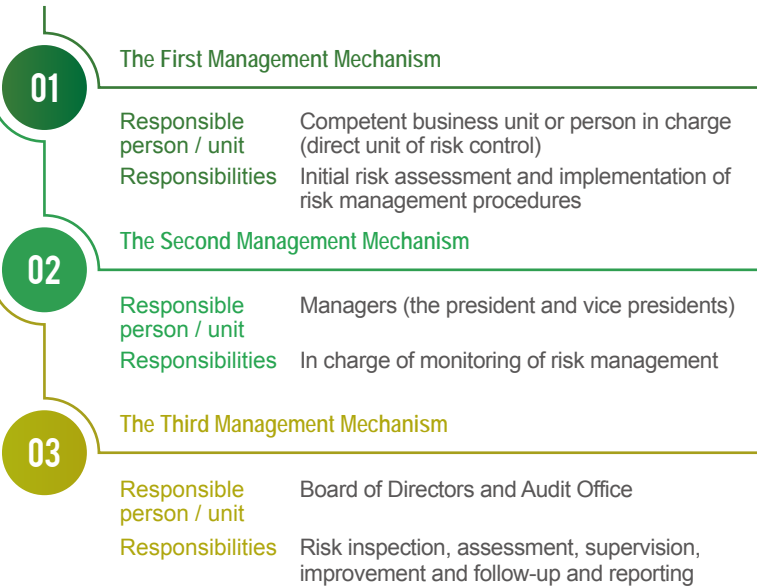 01
The First Management Mechanism
Responsible person / unit
Competent business unit or person in charge
(direct unit of risk control)
Responsibilities
Initial risk assessment and implementation of
risk management procedures
02
The Second Management Mechanism
Responsible person / unit
Managers (the president and vice presidents)
Responsibilities
In charge of monitoring of risk management
03
The Third Management Mechanism
Responsible person / unit
Board of Directors and Audit Office
Responsibilities
Risk inspection, assessment, supervision,
improvement and follow-up and reporting